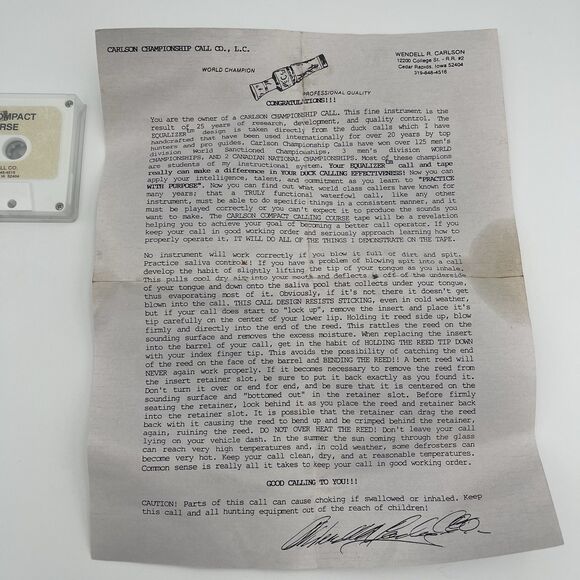 OMPACT
RSE
CARLSON CHAMPIONSHIP CALL CO., L.C.
WENDELL R. CARLSON
12200 College St. - R.R. #2
Cedar Rapids, Iowa 52404
319-848-4516
WORLD CHAMPION
PROFESSIONAL QUALITY
CONGRATULATIONS!!!
You are the owner of a CARLSON CHAMPIONSHIP CALL. This fine instrument is the
result of 25 years of research, development, and quality control. The
EQUALIZER™ design is taken directly from the duck calls which I have
handcrafted that have been used internationally for over 20 years by top
hunters and pro guides. Carlson Championship Calls have won over 125 men's
division World Sanctioned Championships, 3 men's division WORLD
CHAMPIONSHIPS, AND 2 CANADIAN NATIONAL CHAMPIONSHIPS. Most of these champions
are students of my instructional system. Your EQUALIZER™ call and tape
really can make a difference in YOUR DUCK CALLING EFFECTIVENESS! Now you can
apply your intelligence, talent, and commitment as you learn to "PRACTICE
WITH PURPOSE". Now you can find out what world class callers have known for
many years; that a TRULY functional waterfowl call, like any other
instrument, must be able to do specific things in a consistent manner, and it
must be played correctly or you can't expect it to produce the sounds you
want to make. The CARLSON COMPACT CALLING COURSE tape will be a revelation
helping you to achieve your goal of becoming a better call operator. If you
keep your call in good working order and seriously approach learning how to
properly operate it, IT WILL DO ALL OF THE THINGS I DEMONSTRATE ON THE TAPE.
No instrument will work correctly if you blow it full of dirt and spit.
Practice saliva control! If you have a problem of blowing spit into a call
develop the habit of slightly lifting the tip of your tongue as you inhale.
This pulls cool dry air into your mouth and deflects it off of the underside
of your tongue and down onto the saliva pool that collects under your tongue,
thus evaporating most of it. Obviously, if it's not there it doesn't get
blown into the call, THIS CALL DESIGN RESISTS STICKING, even in cold weather,
but if your call does start to "lock up", remove the insert and place it's
tip carefully on the center of your lower lip. Holding it reed side up, blow
firmly and directly into the end of the reed. This rattles the reed on the
sounding surface and removes the excess moisture. When replacing the insert
into the barrel of your call, get in the habit of HOLDING THE REED TIP DOWN
with your index finger tip. This avoids the possibility of catching the end
of the reed on the face of the barrel and BENDING THE REED!! A bent reed will
NEVER again work properly. If it becomes necessary to remove the reed from
the insert retainer slot, be sure to put it back exactly as you found it.
Don't turn it over or end for end, and be sure that it is centered on the
sounding surface and "bottomed out" in the retainer slot. Before firmly
seating the retainer, look behind it as you place the reed and retainer back
into the retainer slot. It is possible that the retainer can drag the reed
back with it causing the reed to bend up and be crimped behind the retainer,
again, ruining the reed. DO NOT OVER HEAT THE REED! Don't leave your call
lying on your vehicle dash. In the summer the sun coming through the glass
can reach very high temperatures and, in cold weather, some defrosters can
become very hot. Keep your call clean, dry, and at reasonable temperatures.
Common sense is really all it takes to keep your call in good working order.
GOOD CALLING TO YOU!!!
CAUTION! Parts of this call can cause choking if swallowed or inhaled. Keep
this call and all hunting equipment out of the reach of children!